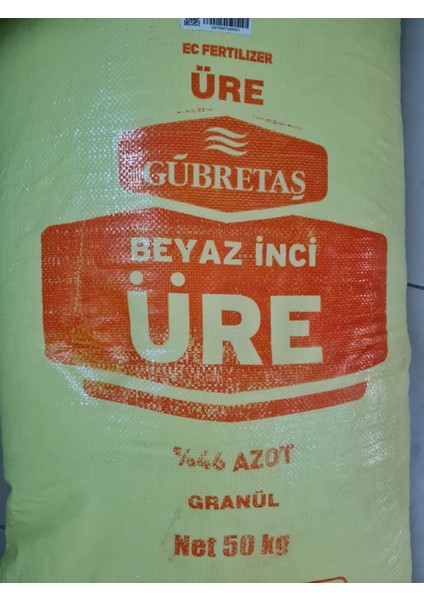 EC FERTILIZER
ÜRE
GÜBRETAŞ
BEYAZ İNCİ
ÜRE
%46 AZOT
GRANÜL
Net 50 kg